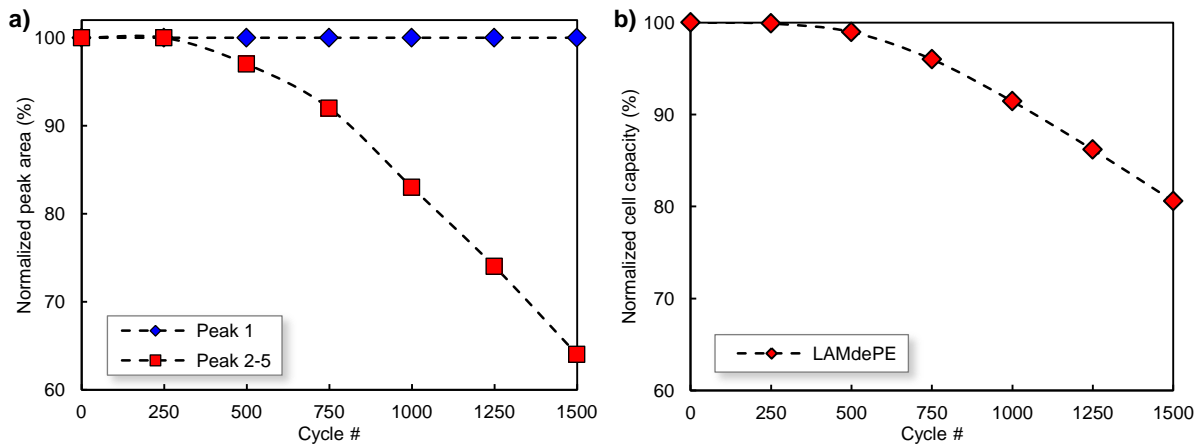 a)
Normalized peak area (%)
100
90
80
70
60
0 250 500 750 1000 1250 1500
Cycle #
Peak 1
Peak 2-5
b)
Normalized cell capacity (%)
100
90
80
70
60
0 250 500 750 1000 1250 1500
Cycle #
LAMdePE